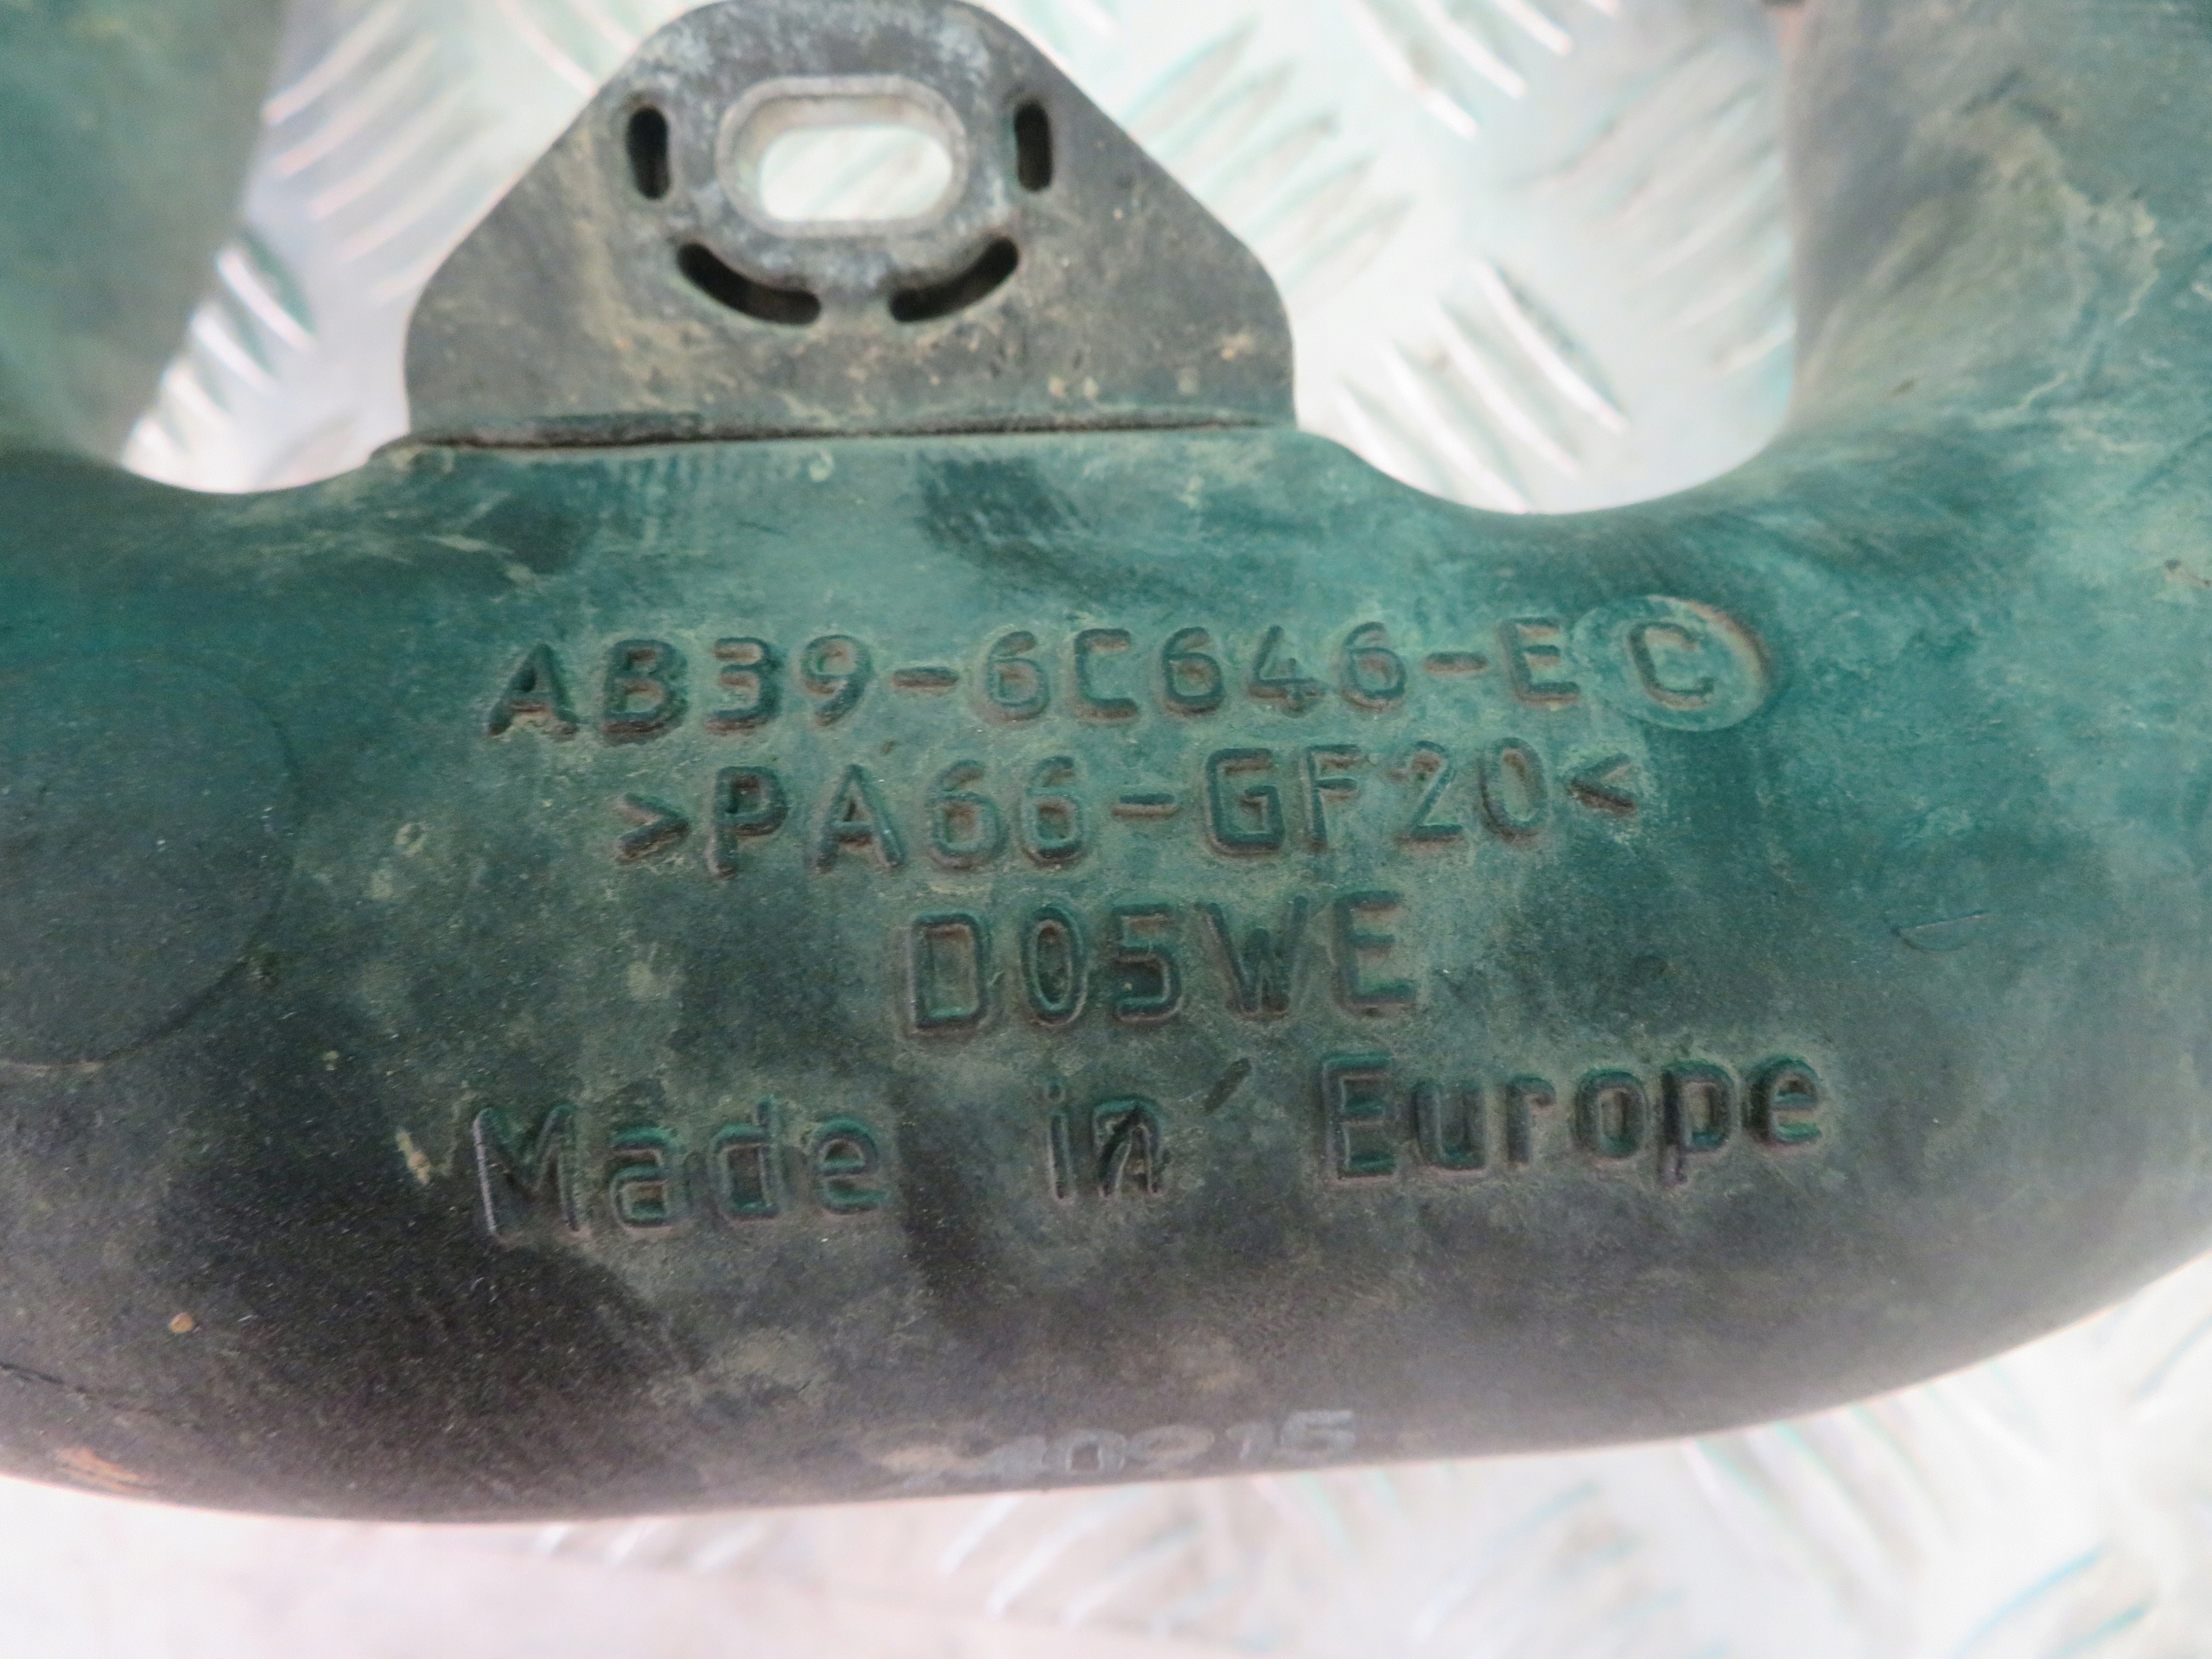 AB39-6C646-EC
>PA66-GF20<
D05WE
Made in Europe